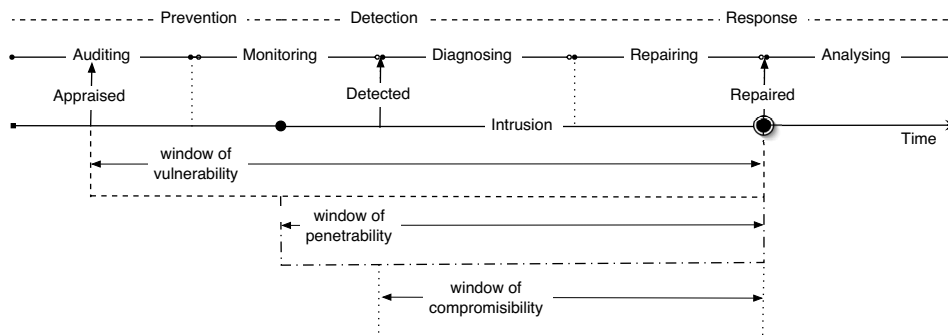 Prevention Detection Response
Auditing Monitoring Diagnosing Repairing Analysing
Appraised Detected Repaired
Intrusion
Time
window of
vulnerability
window of
penetrability
window of
compromisibility